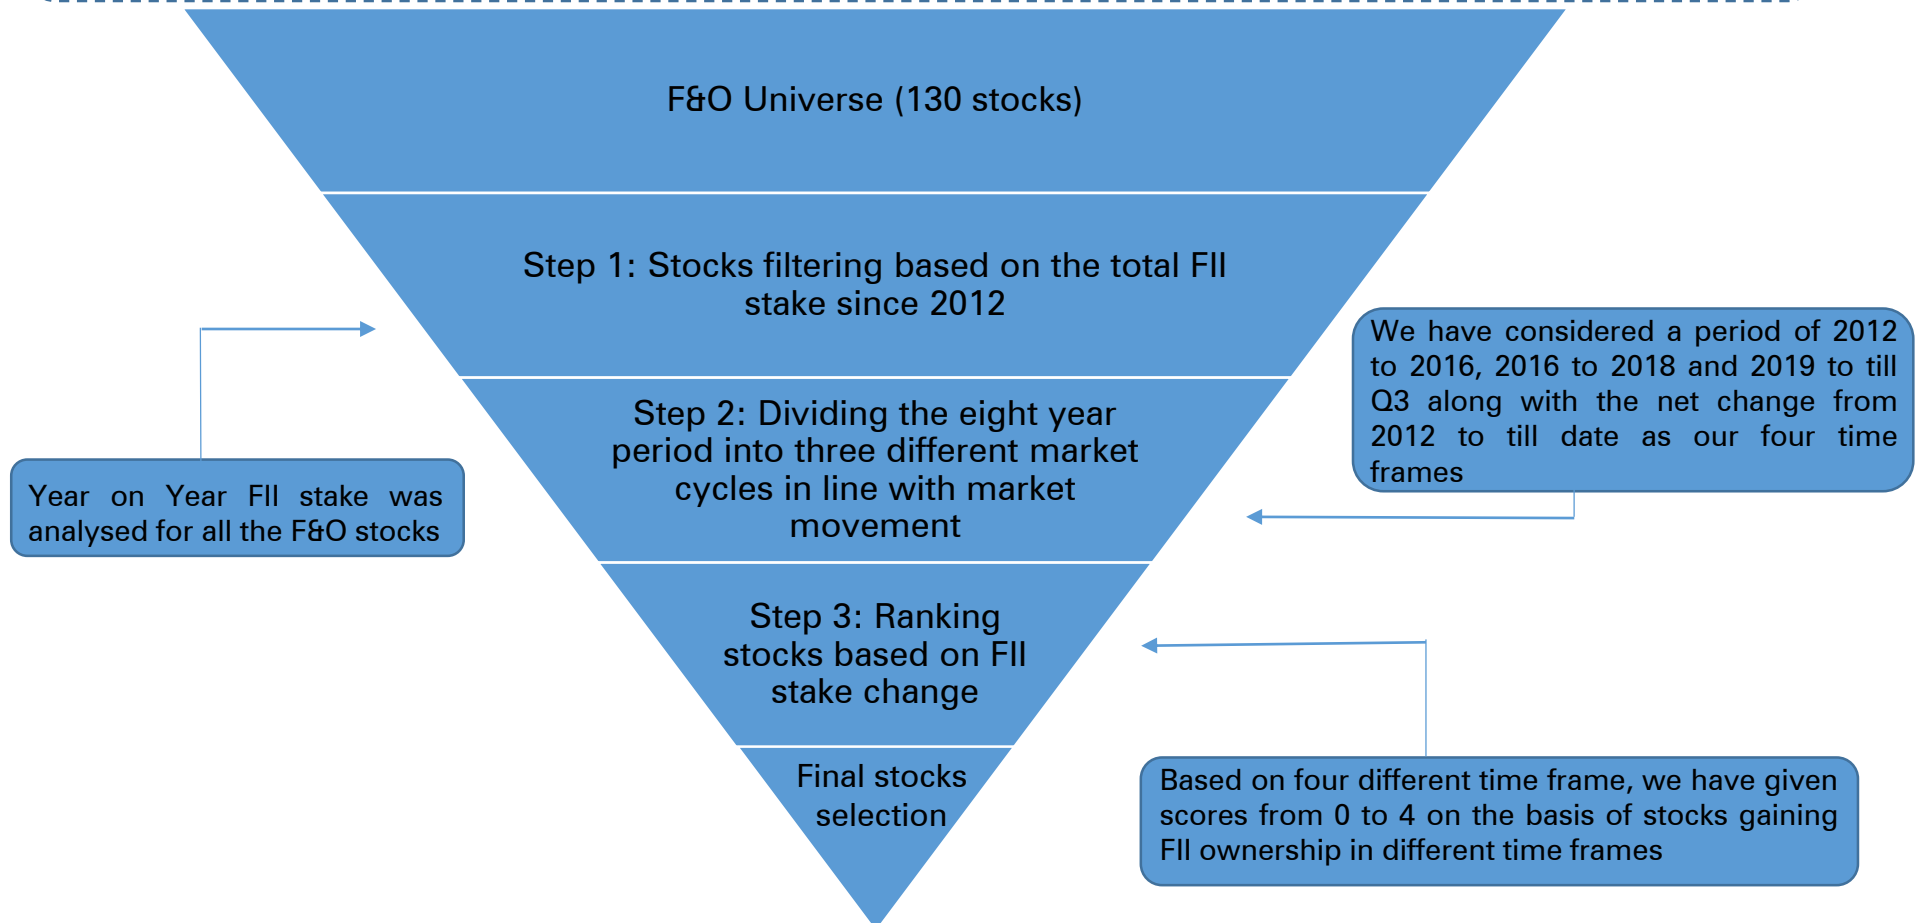 F&O Universe (130 stocks)
Step 1: Stocks filtering based on the total FII
stake since 2012
We have considered a period of 2012
to 2016, 2016 to 2018 and 2019 to till
Q3 along with the net change from
2012 to till date as our four time
frames
Step 2: Dividing the eight year
period into three different market
cycles in line with market
movement
Year on Year FII stake was
analysed for all the F&O stocks
Step 3: Ranking
stocks based on FII
stake change
Final stocks
selection
Based on four different time frame, we have given
scores from 0 to 4 on the basis of stocks gaining
FII ownership in different time frames